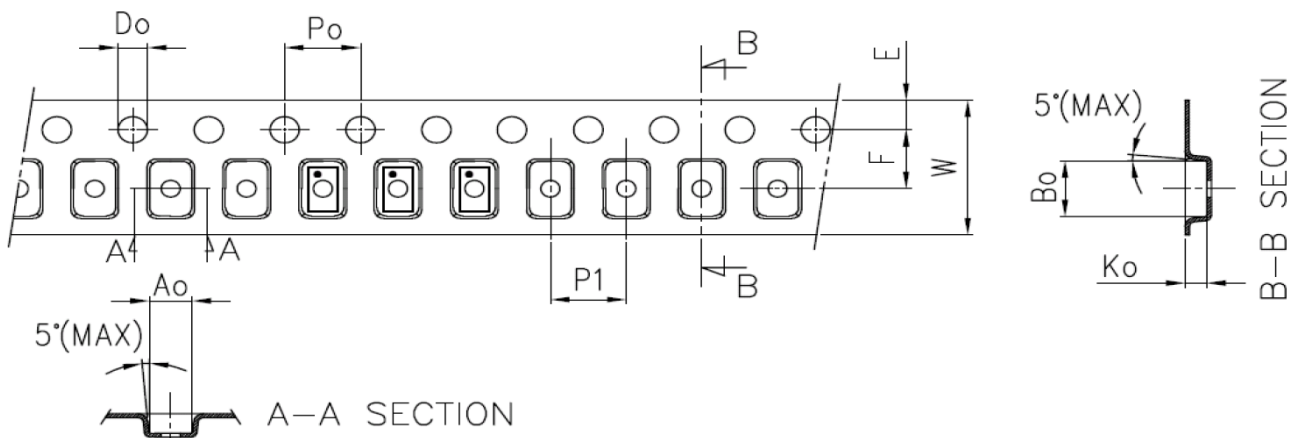 Do
Po
B
E
F
W
A
A
P1
B
Ao
5°(MAX)
A-A SECTION
5°(MAX)
Bo
Ko
B-B SECTION